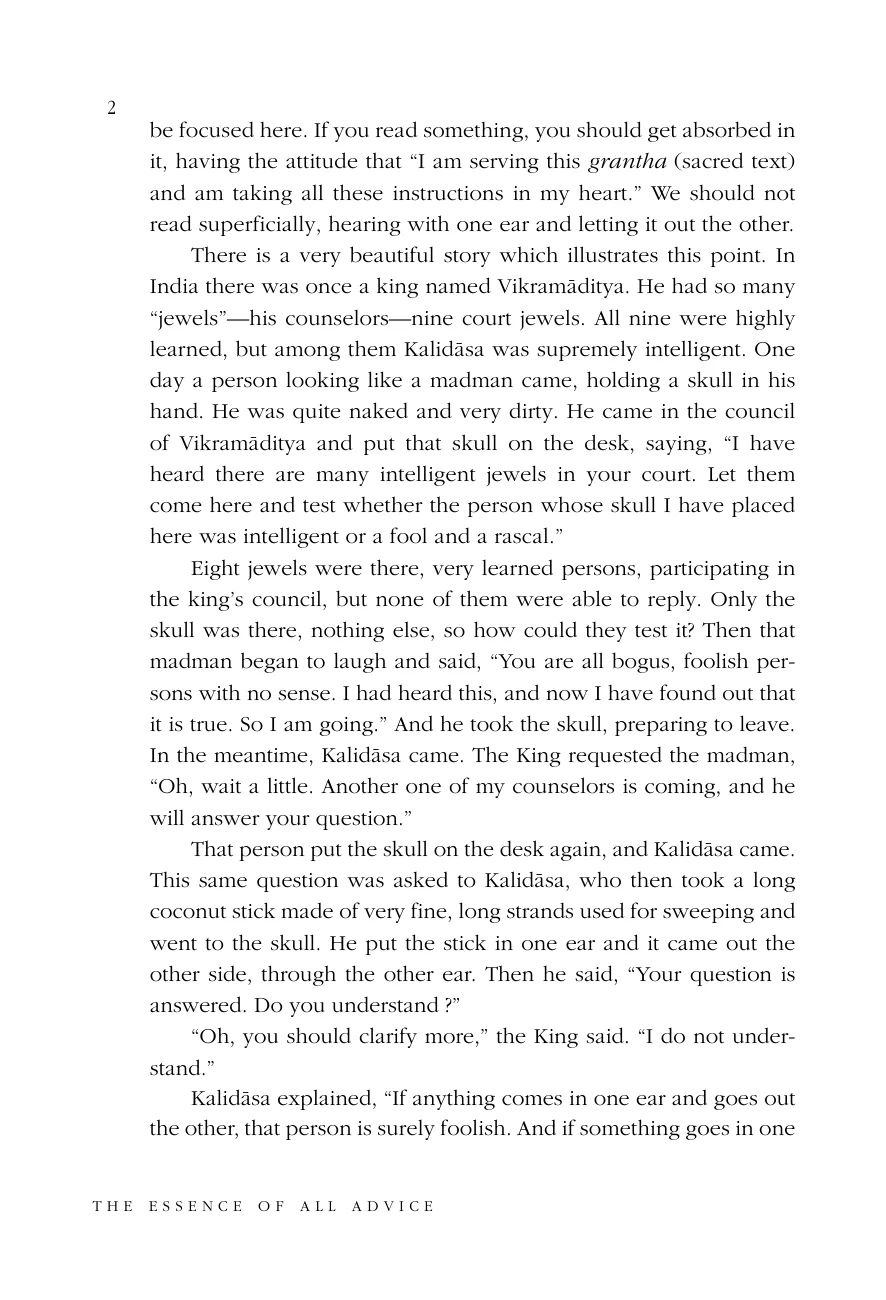 2
be focused here. If you read something, you should get absorbed in
it, having the attitude that “I am serving this grantha (sacred text)
and am taking all these instructions in my heart.” We should not
read superficially, hearing with one ear and letting it out the other.
There is a very beautiful story which illustrates this point. In
India there was once a king named Vikramāditya. He had so many
“jewels”—his counselors—nine court jewels. All nine were highly
learned, but among them Kalidāsa was supremely intelligent. One
day a person looking like a madman came, holding a skull in his
hand. He was quite naked and very dirty. He came in the council
of Vikramāditya and put that skull on the desk, saying, “I have
heard there are many intelligent jewels in your court. Let them
come here and test whether the person whose skull I have placed
here was intelligent or a fool and a rascal.”
Eight jewels were there, very learned persons, participating in
the king’s council, but none of them were able to reply. Only the
skull was there, nothing else, so how could they test it? Then that
madman began to laugh and said, “You are all bogus, foolish per-
sons with no sense. I had heard this, and now I have found out that
it is true. So I am going.” And he took the skull, preparing to leave.
In the meantime, Kalidāsa came. The King requested the madman,
“Oh, wait a little. Another one of my counselors is coming, and he
will answer your question.”
That person put the skull on the desk again, and Kalidāsa came.
This same question was asked to Kalidāsa, who then took a long
coconut stick made of very fine, long strands used for sweeping and
went to the skull. He put the stick in one ear and it came out the
other side, through the other ear. Then he said, “Your question is
answered. Do you understand ?”
“Oh, you should clarify more,” the King said. “I do not under-
stand.”
Kalidāsa explained, “If anything comes in one ear and goes out
the other, that person is surely foolish. And if something goes in one
THE ESSENCE OF ALL ADVICE